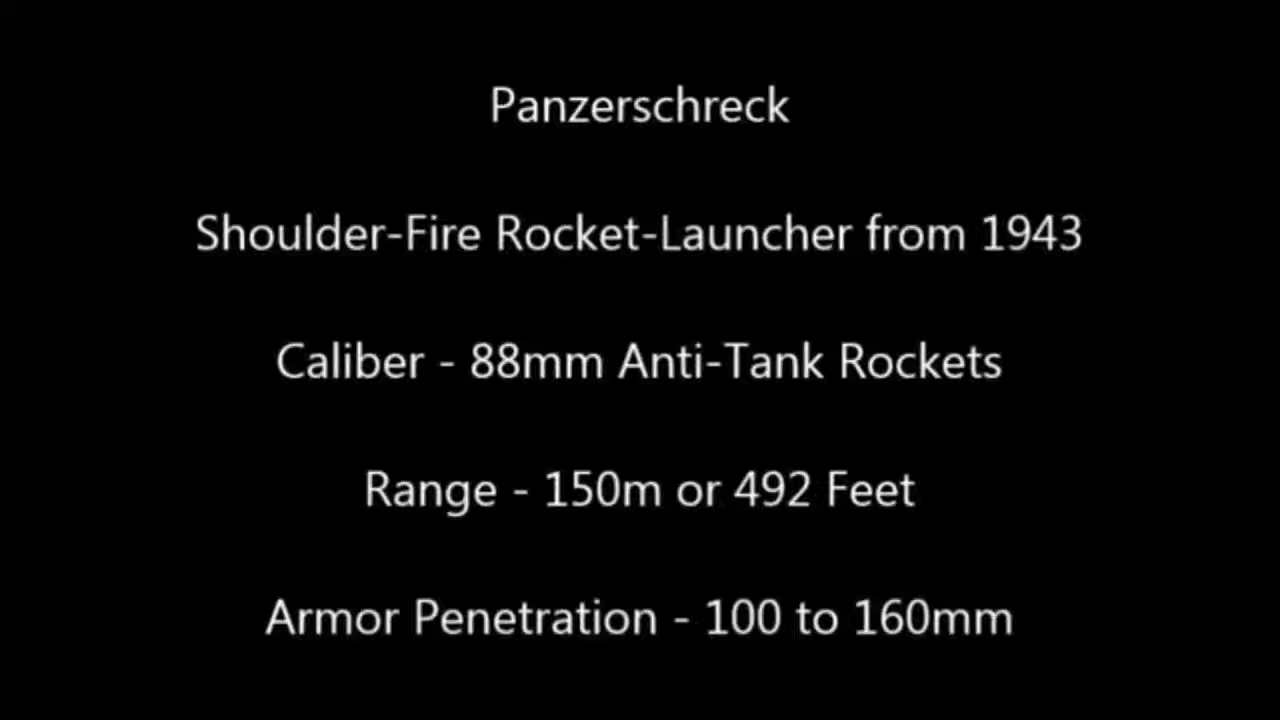 Panzerschreck
Shoulder-Fire Rocket-Launcher from 1943
Caliber - 88mm Anti-Tank Rockets
Range - 150m or 492 Feet
Armor Penetration - 100 to 160mm